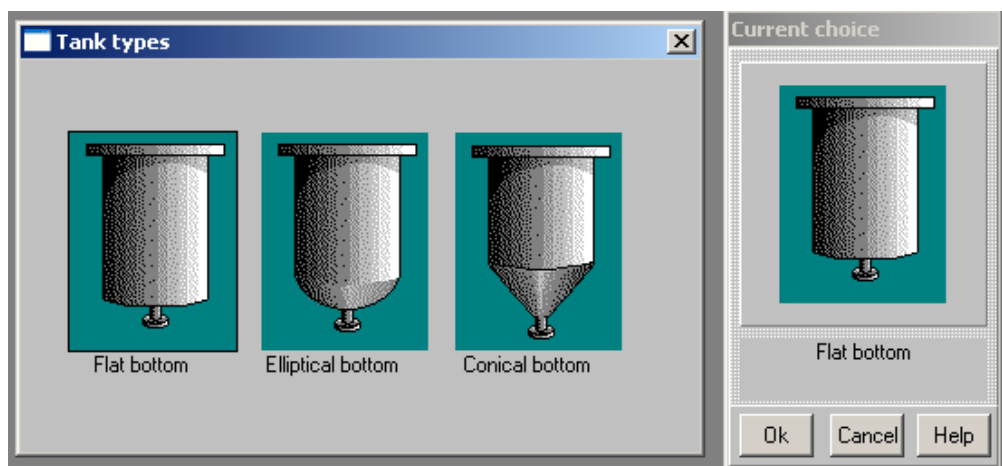 Tank types
Flat bottom
Elliptical bottom
Conical bottom
Current choice
Flat bottom
Ok
Cancel
Help